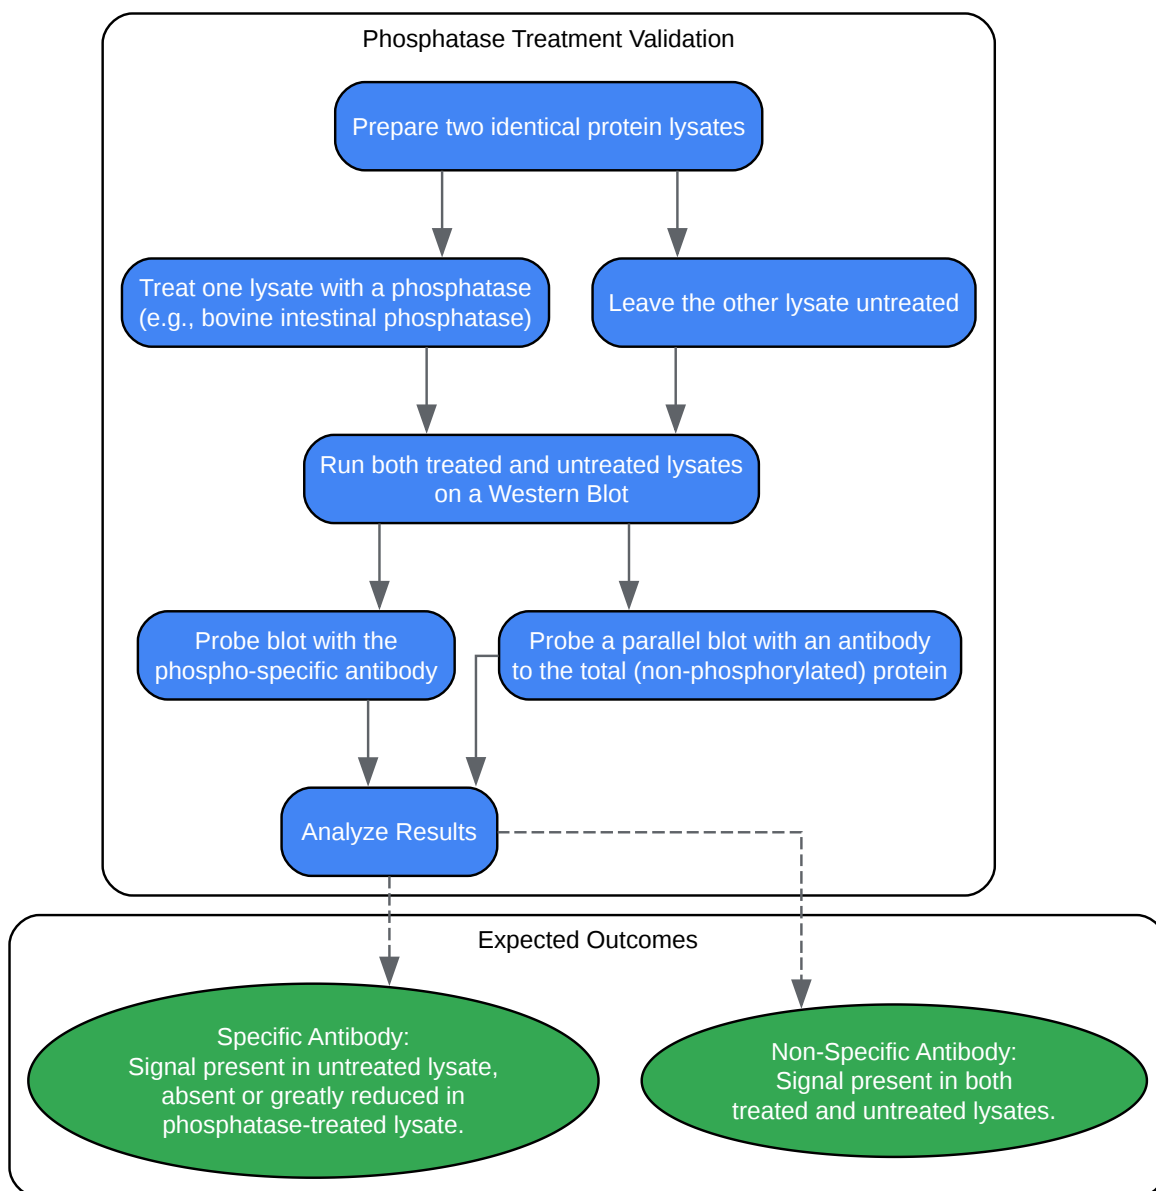 Phosphatase Treatment Validation
Prepare two identical protein lysates
Treat one lysate with a phosphatase
(e.g., bovine intestinal phosphatase)
Leave the other lysate untreated
Run both treated and untreated lysates
on a Western Blot
Probe blot with the
phospho-specific antibody
Probe a parallel blot with an antibody
to the total (non-phosphorylated) protein
Analyze Results
Expected Outcomes
Specific Antibody:
Signal present in untreated lysate,
absent or greatly reduced in
phosphatase-treated lysate.
Non-Specific Antibody:
Signal present in both
treated and untreated lysates.